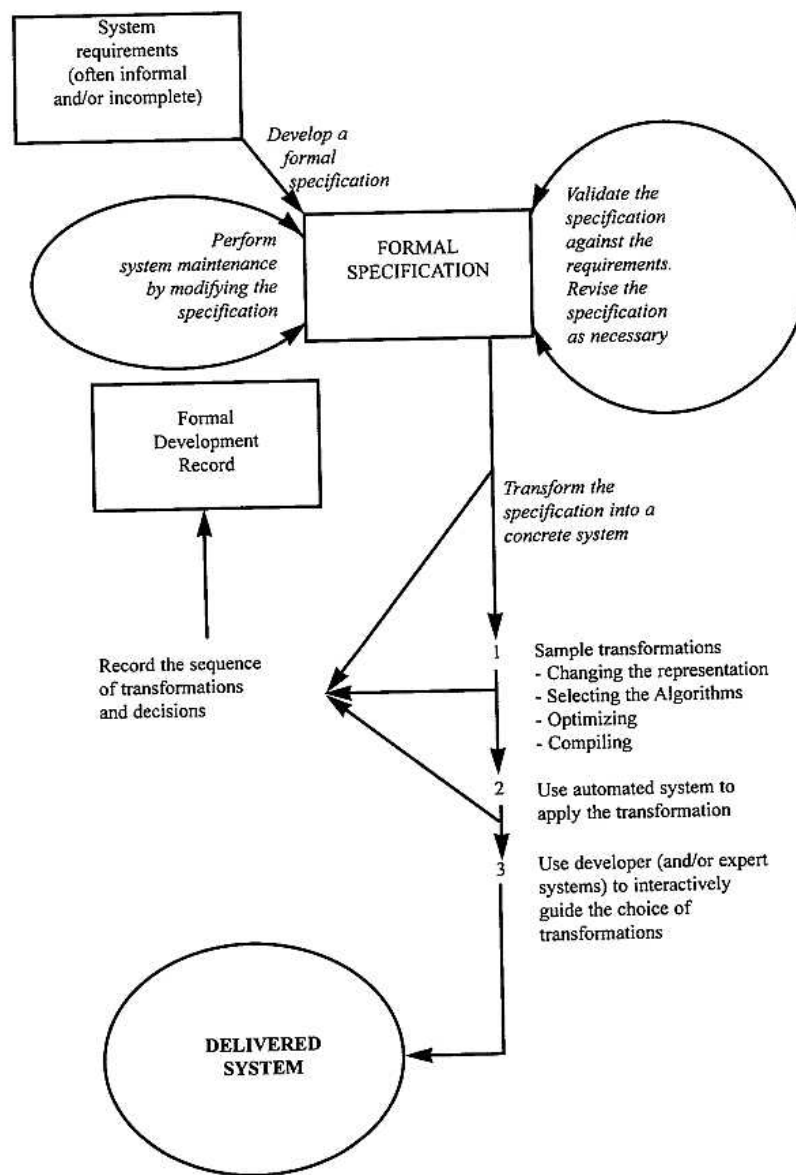 System
requirements
(often informal
and/or incomplete)
Develop a
formal
specification
Perform
system maintenance
by modifying the
specification
FORMAL
SPECIFICATION
Validate the
specification
against the
requirements.
Revise the
specification
as necessary
Formal
Development
Record
Transform the
specification into a
concrete system
Record the sequence
of transformations
and decisions
1 Sample transformations
- Changing the representation
- Selecting the Algorithms
- Optimizing
- Compiling
2 Use automated system to
apply the transformation
3 Use developer (and/or expert
systems) to interactively
guide the choice of
transformations
DELIVERED
SYSTEM